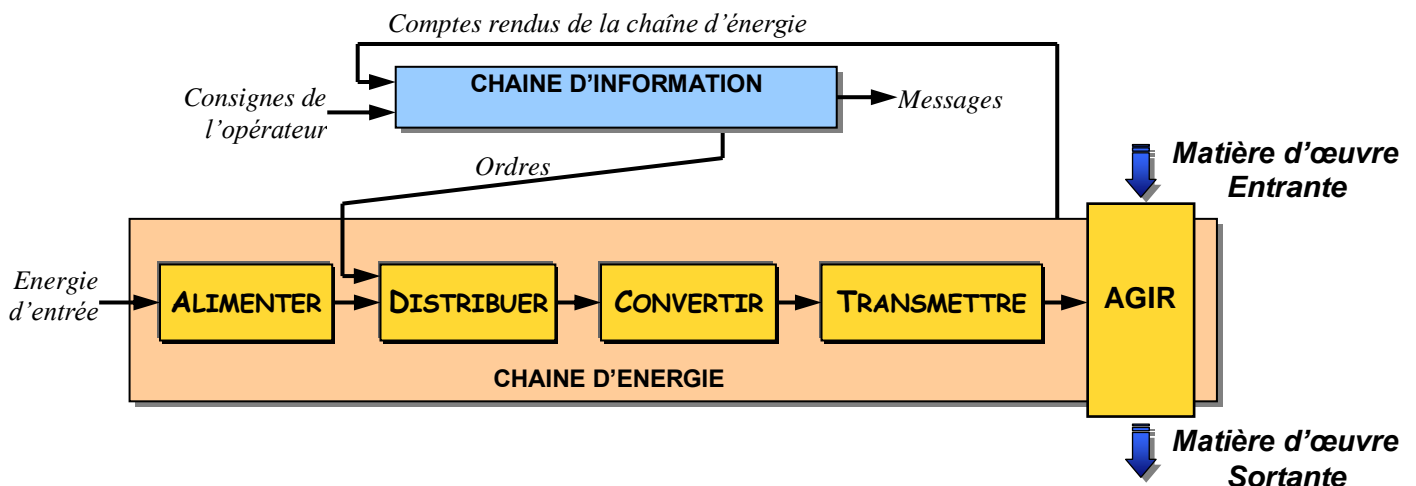 Comptes rendus de la chaîne d’énergie
CHAINE D’INFORMATION
Consignes de
l’opérateur
Messages
Ordres
Matière d’œuvre
Entrante
Energie
d’entrée
ALIMENTER
DISTRIBUER
CONVERTIR
TRANSMETTRE
AGIR
CHAINE D’ENERGIE
Matière d’œuvre
Sortante